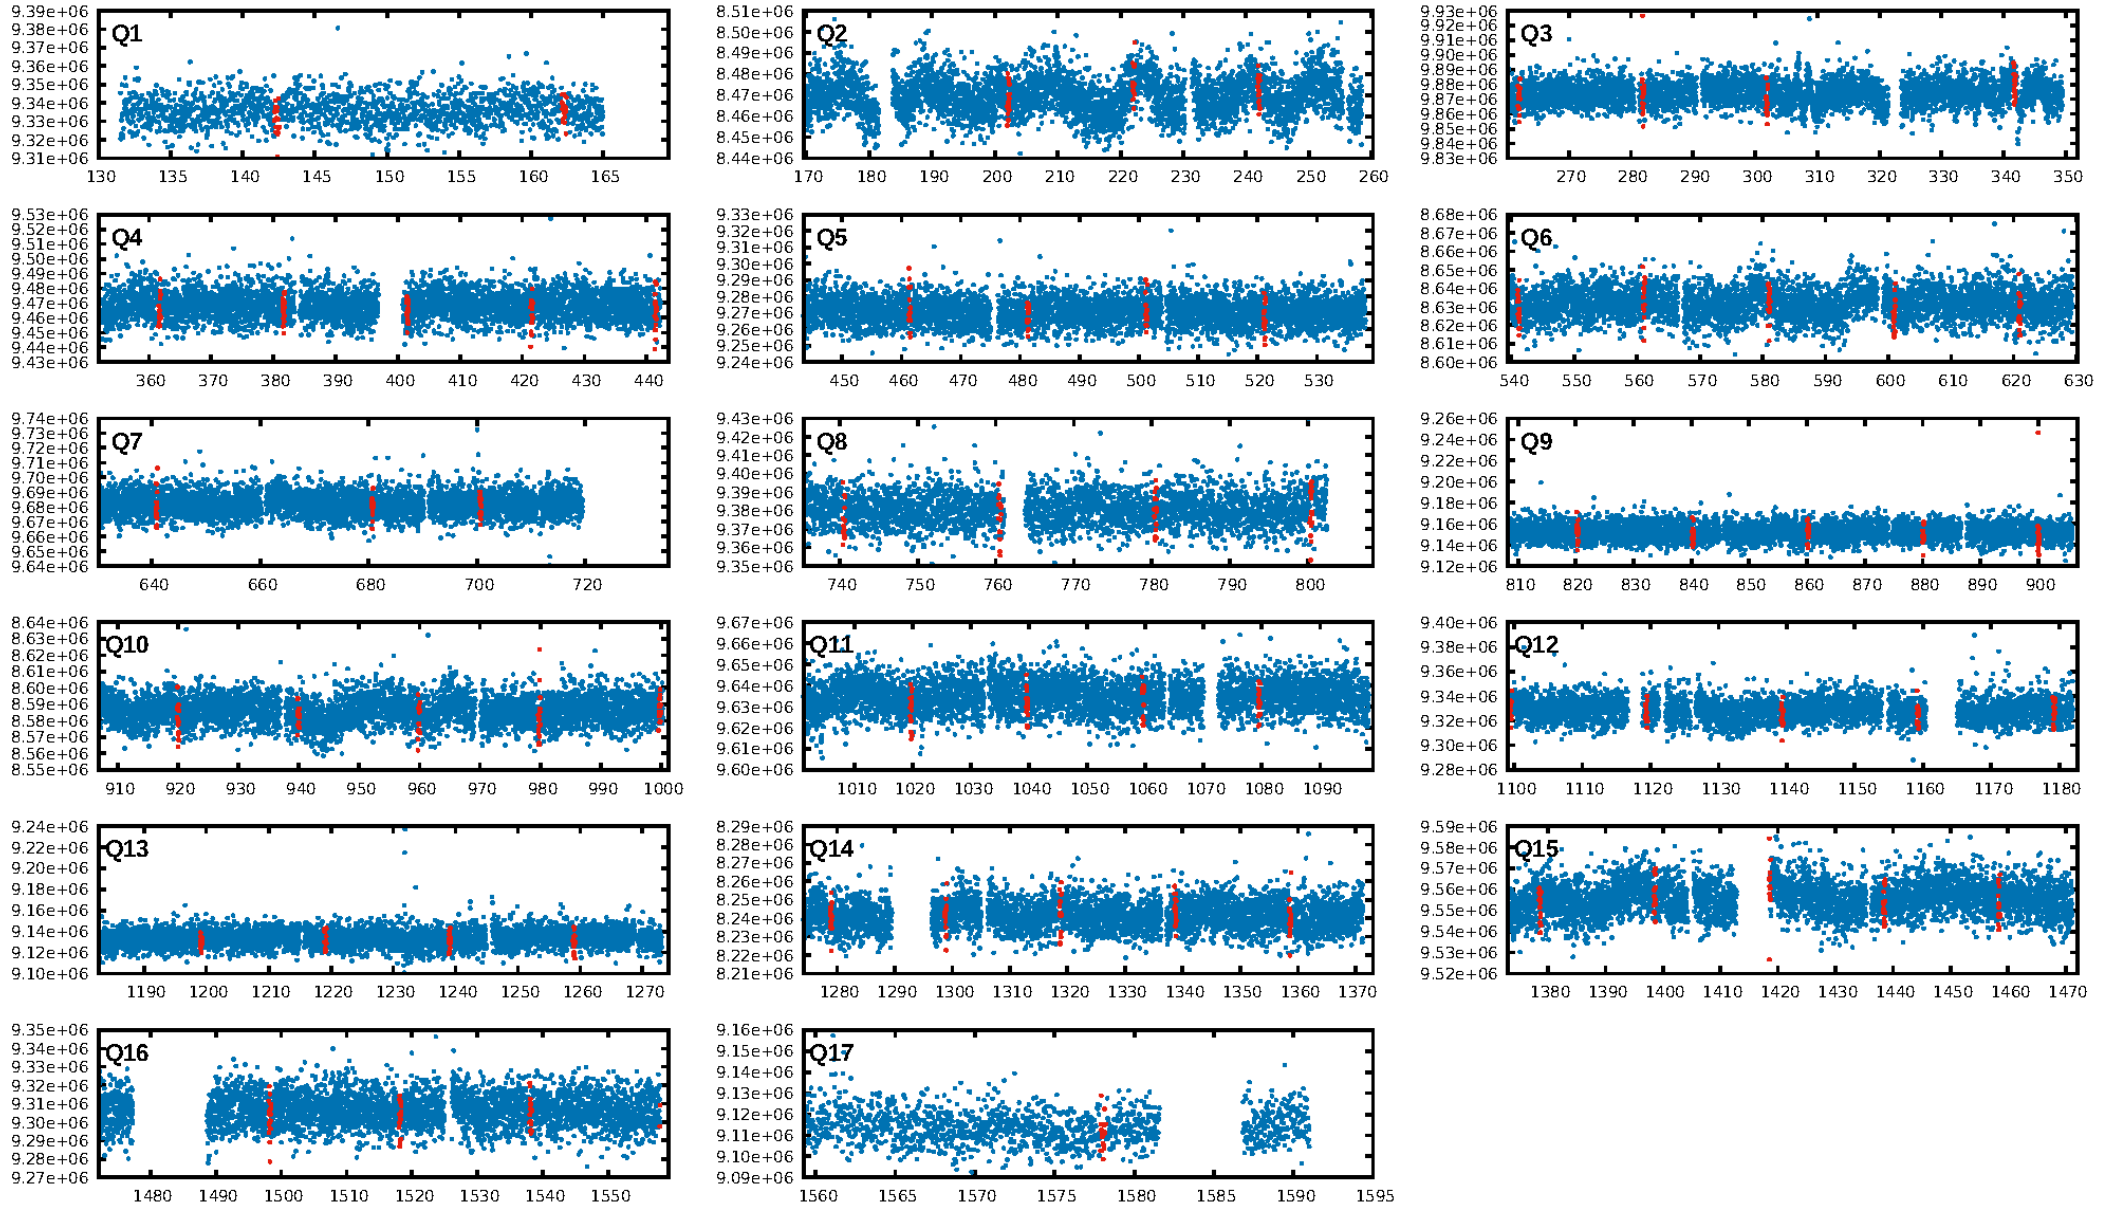 Q1
9.39e+06
9.38e+06
9.37e+06
9.36e+06
9.35e+06
9.34e+06
9.33e+06
9.32e+06
9.31e+06
130 135 140 145 150 155 160 165
Q2
8.51e+06
8.50e+06
8.49e+06
8.48e+06
8.47e+06
8.46e+06
8.45e+06
8.44e+06
170 180 190 200 210 220 230 240 250 260
Q3
9.93e+06
9.92e+06
9.91e+06
9.90e+06
9.89e+06
9.88e+06
9.87e+06
9.86e+06
9.85e+06
9.84e+06
9.83e+06
270 280 290 300 310 320 330 340 350
Q4
9.53e+06
9.52e+06
9.51e+06
9.50e+06
9.49e+06
9.48e+06
9.47e+06
9.46e+06
9.45e+06
9.44e+06
9.43e+06
360 370 380 390 400 410 420 430 440
Q5
9.33e+06
9.32e+06
9.31e+06
9.30e+06
9.29e+06
9.28e+06
9.27e+06
9.26e+06
9.25e+06
9.24e+06
450 460 470 480 490 500 510 520 530
Q6
8.68e+06
8.67e+06
8.66e+06
8.65e+06
8.64e+06
8.63e+06
8.62e+06
8.61e+06
8.60e+06
540 550 560 570 580 590 600 610 620 630
Q7
9.74e+06
9.73e+06
9.72e+06
9.71e+06
9.70e+06
9.69e+06
9.68e+06
9.67e+06
9.66e+06
9.65e+06
9.64e+06
640 660 680 700 720
Q8
9.43e+06
9.42e+06
9.41e+06
9.40e+06
9.39e+06
9.38e+06
9.37e+06
9.36e+06
9.35e+06
740 750 760 770 780 790 800
Q9
9.26e+06
9.24e+06
9.22e+06
9.20e+06
9.18e+06
9.16e+06
9.14e+06
9.12e+06
810 820 830 840 850 860 870 880 890 900
Q10
8.64e+06
8.63e+06
8.62e+06
8.61e+06
8.60e+06
8.59e+06
8.58e+06
8.57e+06
8.56e+06
8.55e+06
910 920 930 940 950 960 970 980 990 1000
Q11
9.67e+06
9.66e+06
9.65e+06
9.64e+06
9.63e+06
9.62e+06
9.61e+06
9.60e+06
1010 1020 1030 1040 1050 1060 1070 1080 1090
Q12
9.40e+06
9.38e+06
9.36e+06
9.34e+06
9.32e+06
9.30e+06
9.28e+06
1100 1110 1120 1130 1140 1150 1160 1170 1180
Q13
9.24e+06
9.22e+06
9.20e+06
9.18e+06
9.16e+06
9.14e+06
9.12e+06
9.10e+06
1190 1200 1210 1220 1230 1240 1250 1260 1270
Q14
8.29e+06
8.28e+06
8.27e+06
8.26e+06
8.25e+06
8.24e+06
8.23e+06
8.22e+06
8.21e+06
1280 1290 1300 1310 1320 1330 1340 1350 1360 1370
Q15
9.59e+06
9.58e+06
9.57e+06
9.56e+06
9.55e+06
9.54e+06
9.53e+06
9.52e+06
1380 1390 1400 1410 1420 1430 1440 1450 1460 1470
Q16
9.35e+06
9.34e+06
9.33e+06
9.32e+06
9.31e+06
9.30e+06
9.29e+06
9.28e+06
9.27e+06
1480 1490 1500 1510 1520 1530 1540 1550
Q17
9.16e+06
9.15e+06
9.14e+06
9.13e+06
9.12e+06
9.11e+06
9.10e+06
9.09e+06
1560 1565 1570 1575 1580 1585 1590 1595